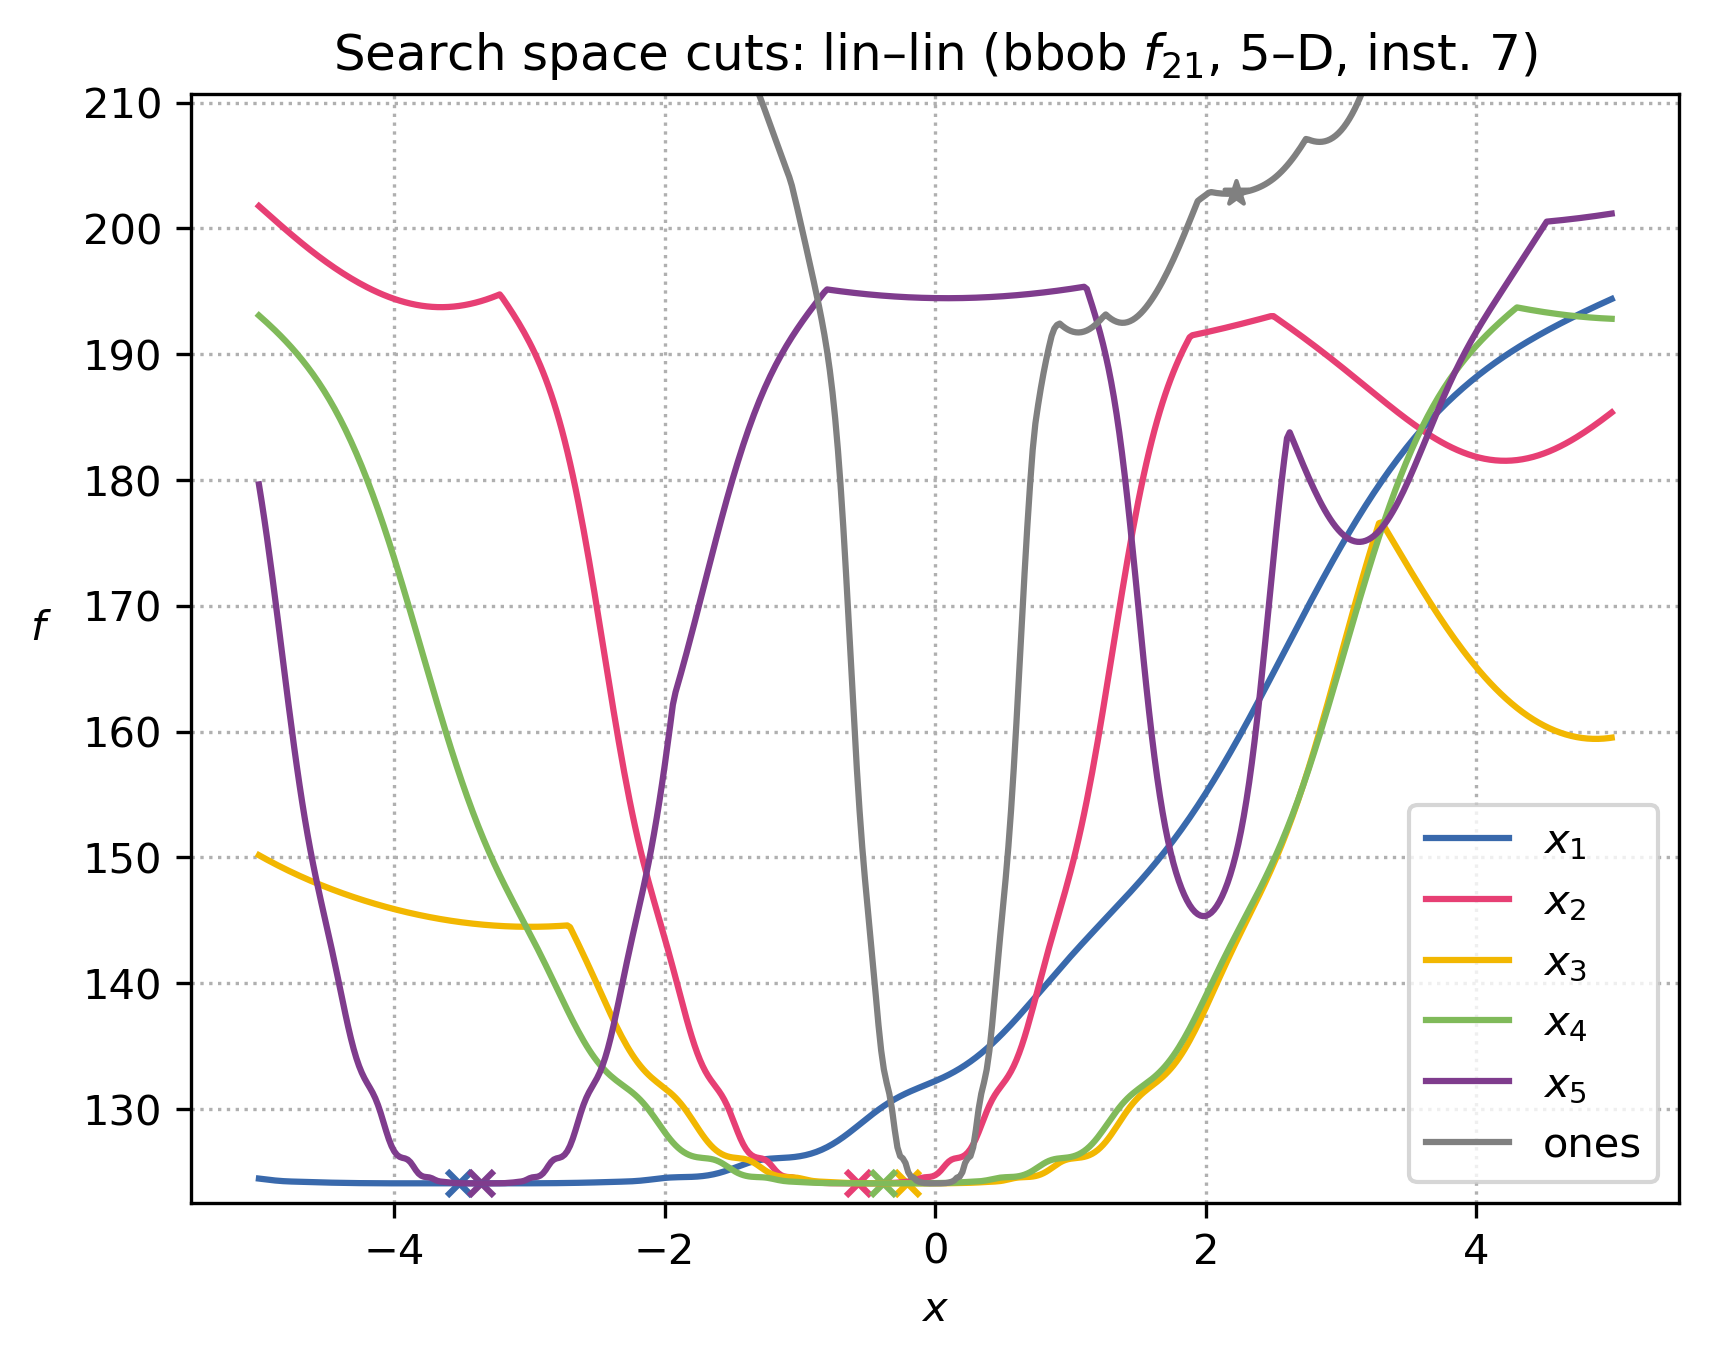 Search space cuts: lin–lin (bbob f₂₁, 5–D, inst. 7)
210
200
190
180
170
160
150
140
130
f
−4
−2
0
2
4
x
x₁
x₂
x₃
x₄
x₅
ones